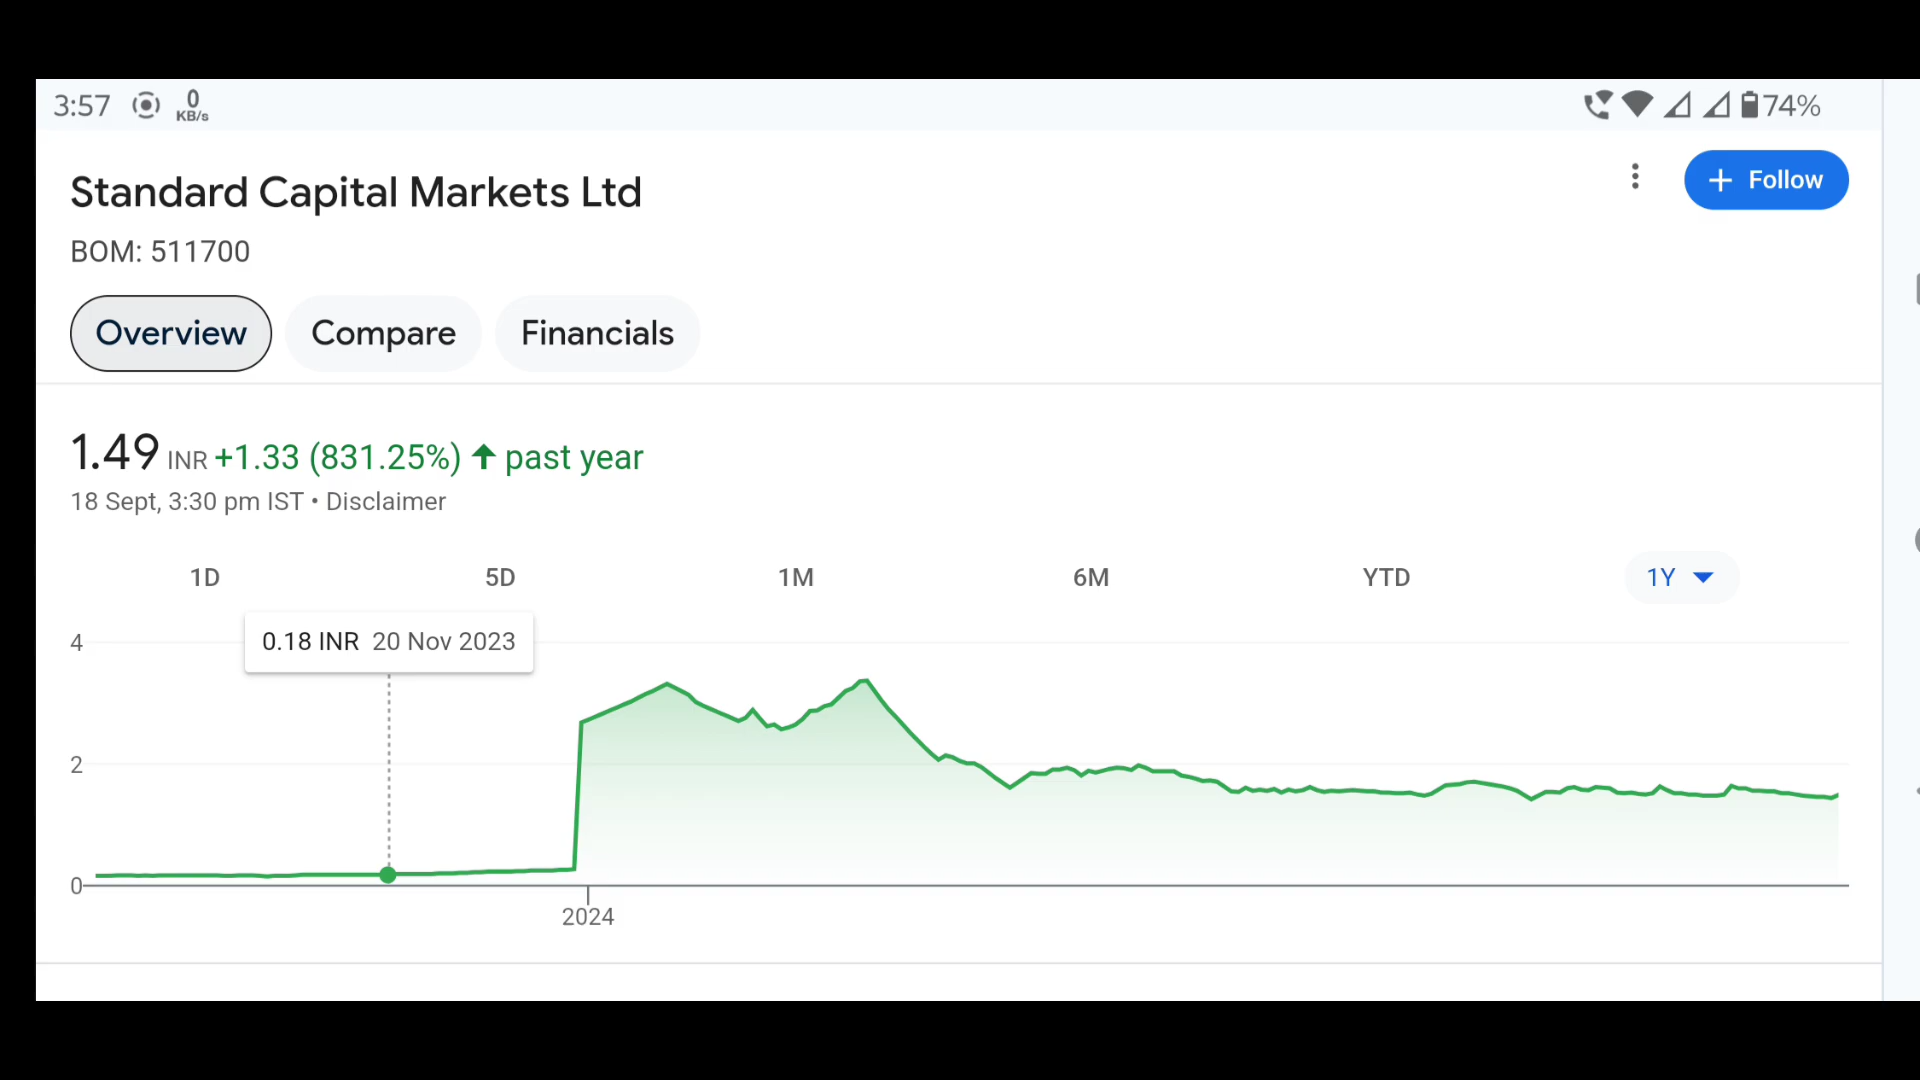 3:57 0 KB/s 74%
Standard Capital Markets Ltd
+ Follow
BOM: 511700
Overview Compare Financials
1.49 INR +1.33 (831.25%) ↑ past year
18 Sept, 3:30 pm IST • Disclaimer
1D 5D 1M 6M YTD 1Y
0.18 INR 20 Nov 2023
4
2
0
2024